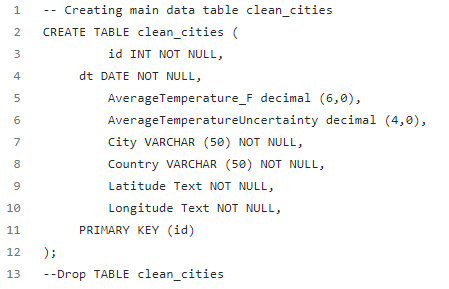 1 -- Creating main data table clean_cities
2 CREATE TABLE clean_cities (
3 id INT NOT NULL,
4 dt DATE NOT NULL,
5 AverageTemperature_F decimal (6,0),
6 AverageTemperatureUncertainty decimal (4,0),
7 City VARCHAR (50) NOT NULL,
8 Country VARCHAR (50) NOT NULL,
9 Latitude Text NOT NULL,
10 Longitude Text NOT NULL,
11 PRIMARY KEY (id)
12 );
13 --Drop TABLE clean_cities